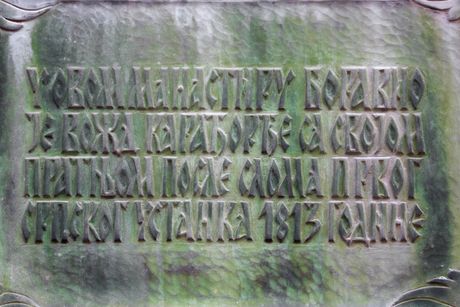 У ОВОМ МАНАСТИРУ БОРАВИО
ЈЕ ВОЖД КАРАЂОРЂЕ СА СВОЈОМ
ПРАТЊОМ ПОСЛЕ СЛОМА ПРВОГ
СРПСКОГ УСТАНКА 1813 ГОДИНЕ